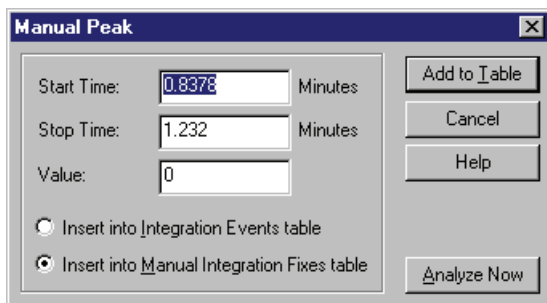 Manual Peak
Start Time: 0.8378 Minutes
Add to Table
Stop Time: 1.232 Minutes
Cancel
Value: 0
Help
Insert into Integration Events table
Insert into Manual Integration Fixes table
Analyze Now